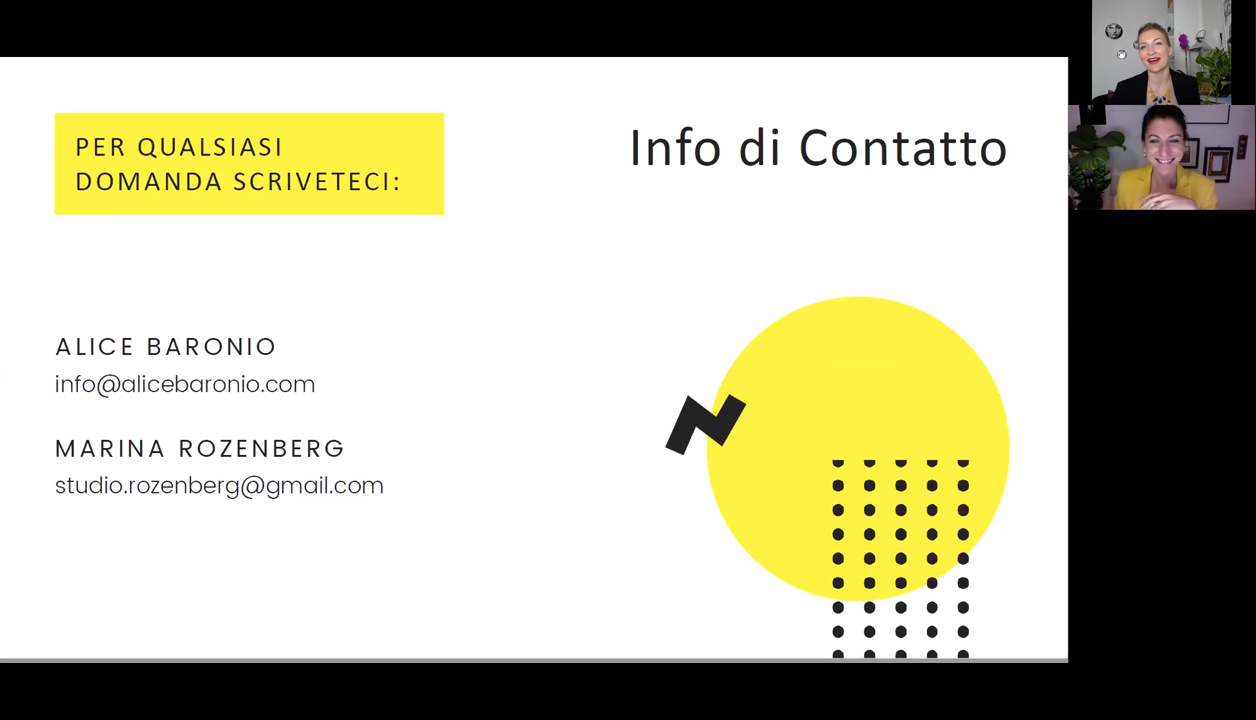 PER QUALSIASI
DOMANDA SCRIVETECI:
Info di Contatto
ALICE BARONIO
info@alicebaronio.com
MARINA ROZENBERG
studio.rozenberg@gmail.com